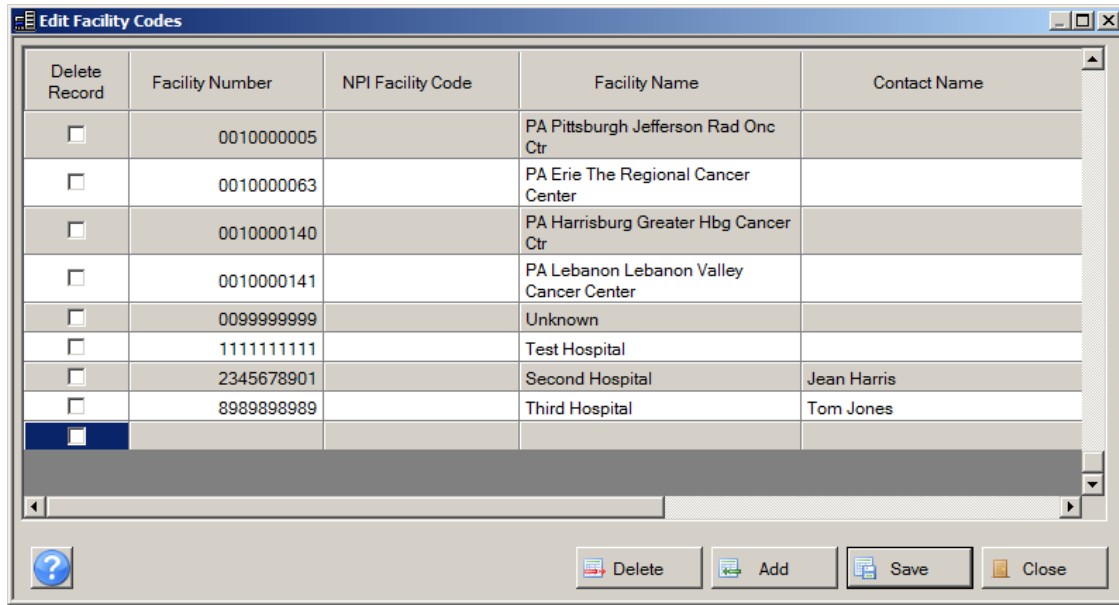 Edit Facility Codes
Delete Record Facility Number NPI Facility Code Facility Name Contact Name
0010000005 PA Pittsburgh Jefferson Rad Onc
Ctr
0010000063 PA Erie The Regional Cancer
Center
0010000140 PA Harrisburg Greater Hbg Cancer
Ctr
0010000141 PA Lebanon Lebanon Valley
Cancer Center
0099999999 Unknown
1111111111 Test Hospital
2345678901 Second Hospital Jean Harris
8989898989 Third Hospital Tom Jones
? Delete Add Save Close